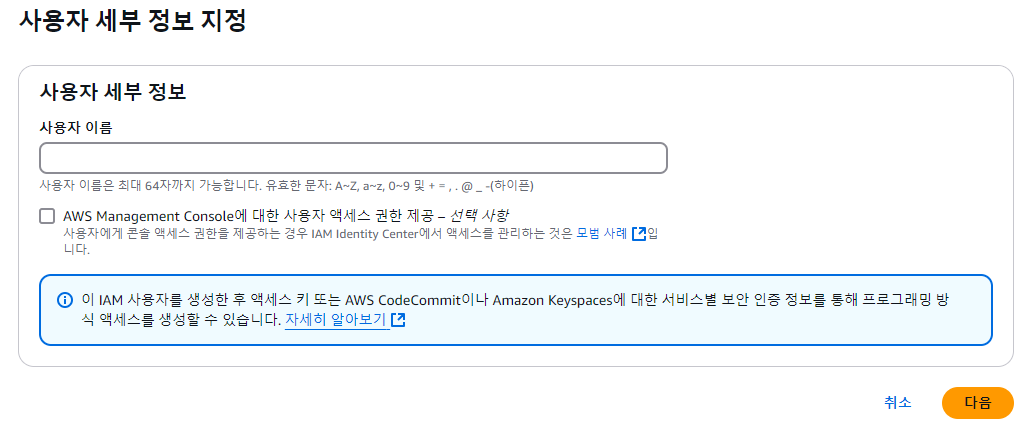 사용자 세부 정보 지정
사용자 세부 정보
사용자 이름
사용자 이름은 최대 64자까지 가능합니다. 유효한 문자: A~Z, a~z, 0~9 및 + = , . @ _ -(하이픈)
AWS Management Console에 대한 사용자 액세스 권한 제공 – 선택 사항
사용자에게 콘솔 액세스 권한을 제공하는 경우 IAM Identity Center에서 액세스를 관리하는 것은 모범 사례 입
니다.
이 IAM 사용자를 생성한 후 액세스 키 또는 AWS CodeCommit이나 Amazon Keyspaces에 대한 서비스별 보안 인증 정보를 통해 프로그래밍 방
식 액세스를 생성할 수 있습니다. 자세히 알아보기
취소
다음